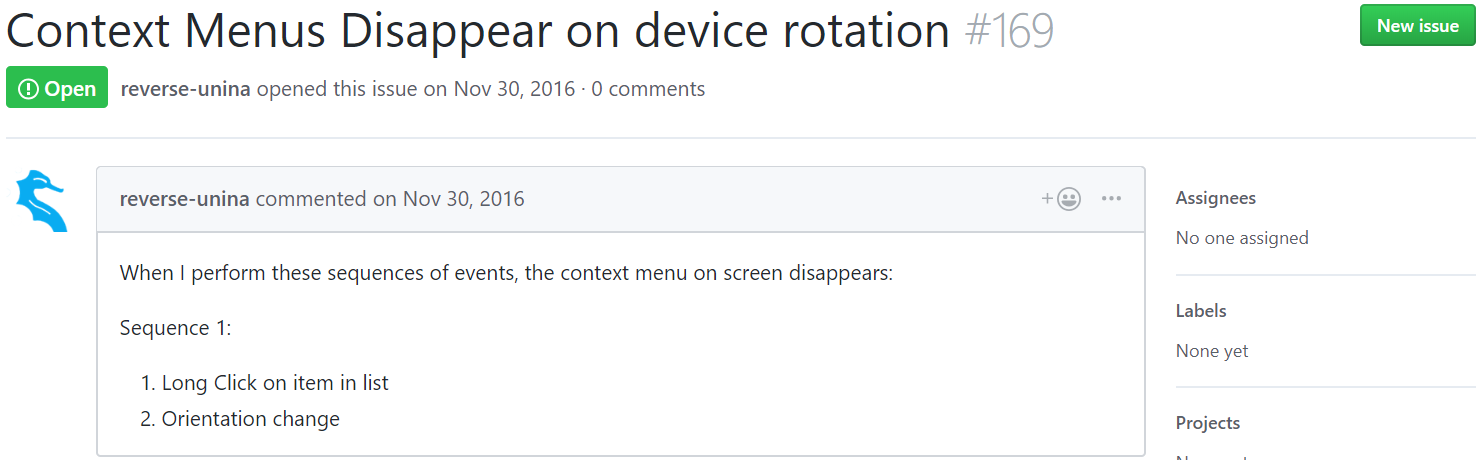 Context Menus Disappear on device rotation #169
New issue
Open reverse-unina opened this issue on Nov 30, 2016 · 0 comments
reverse-unina commented on Nov 30, 2016
When I perform these sequences of events, the context menu on screen disappears:
Sequence 1:
1. Long Click on item in list
2. Orientation change
Assignees
No one assigned
Labels
None yet
Projects